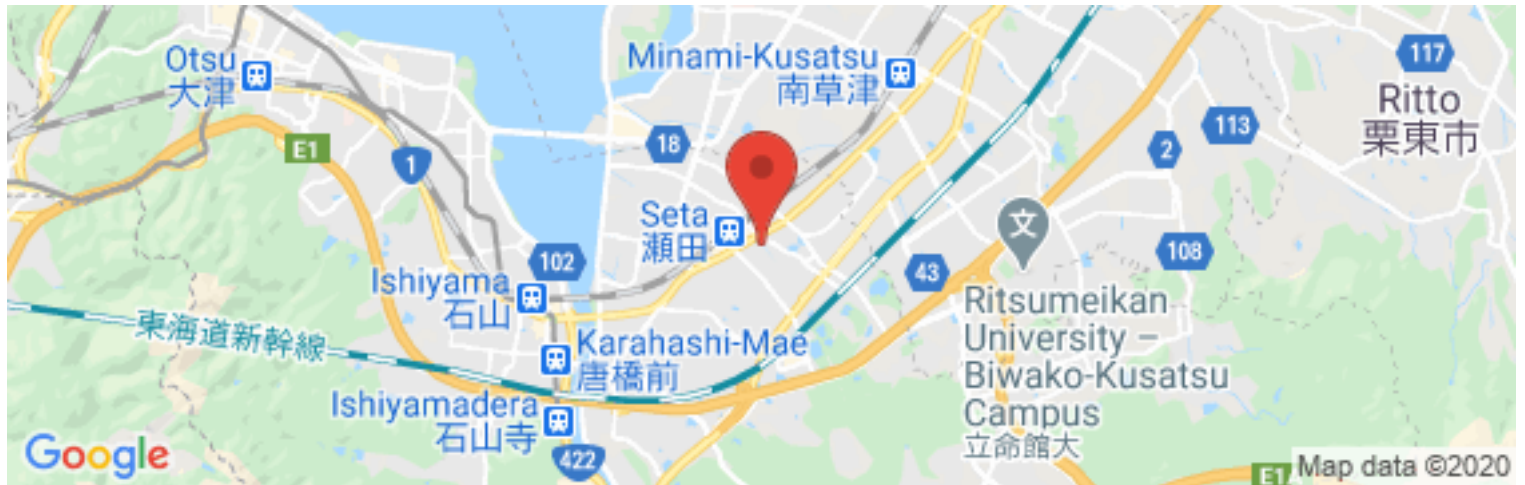 Otsu
大津
Minami-Kusatsu
南草津
117
Ritto
栗東市
E1
1
18
113
2
Seta
瀬田
102
43
108
Ishiyama
石山
東海道新幹線
Karahashi-Mae
唐橋前
Ritsumeikan
University –
Biwako-Kusatsu
Campus
立命館大
Ishiyamadera
石山寺
422
Google
Map data ©2020